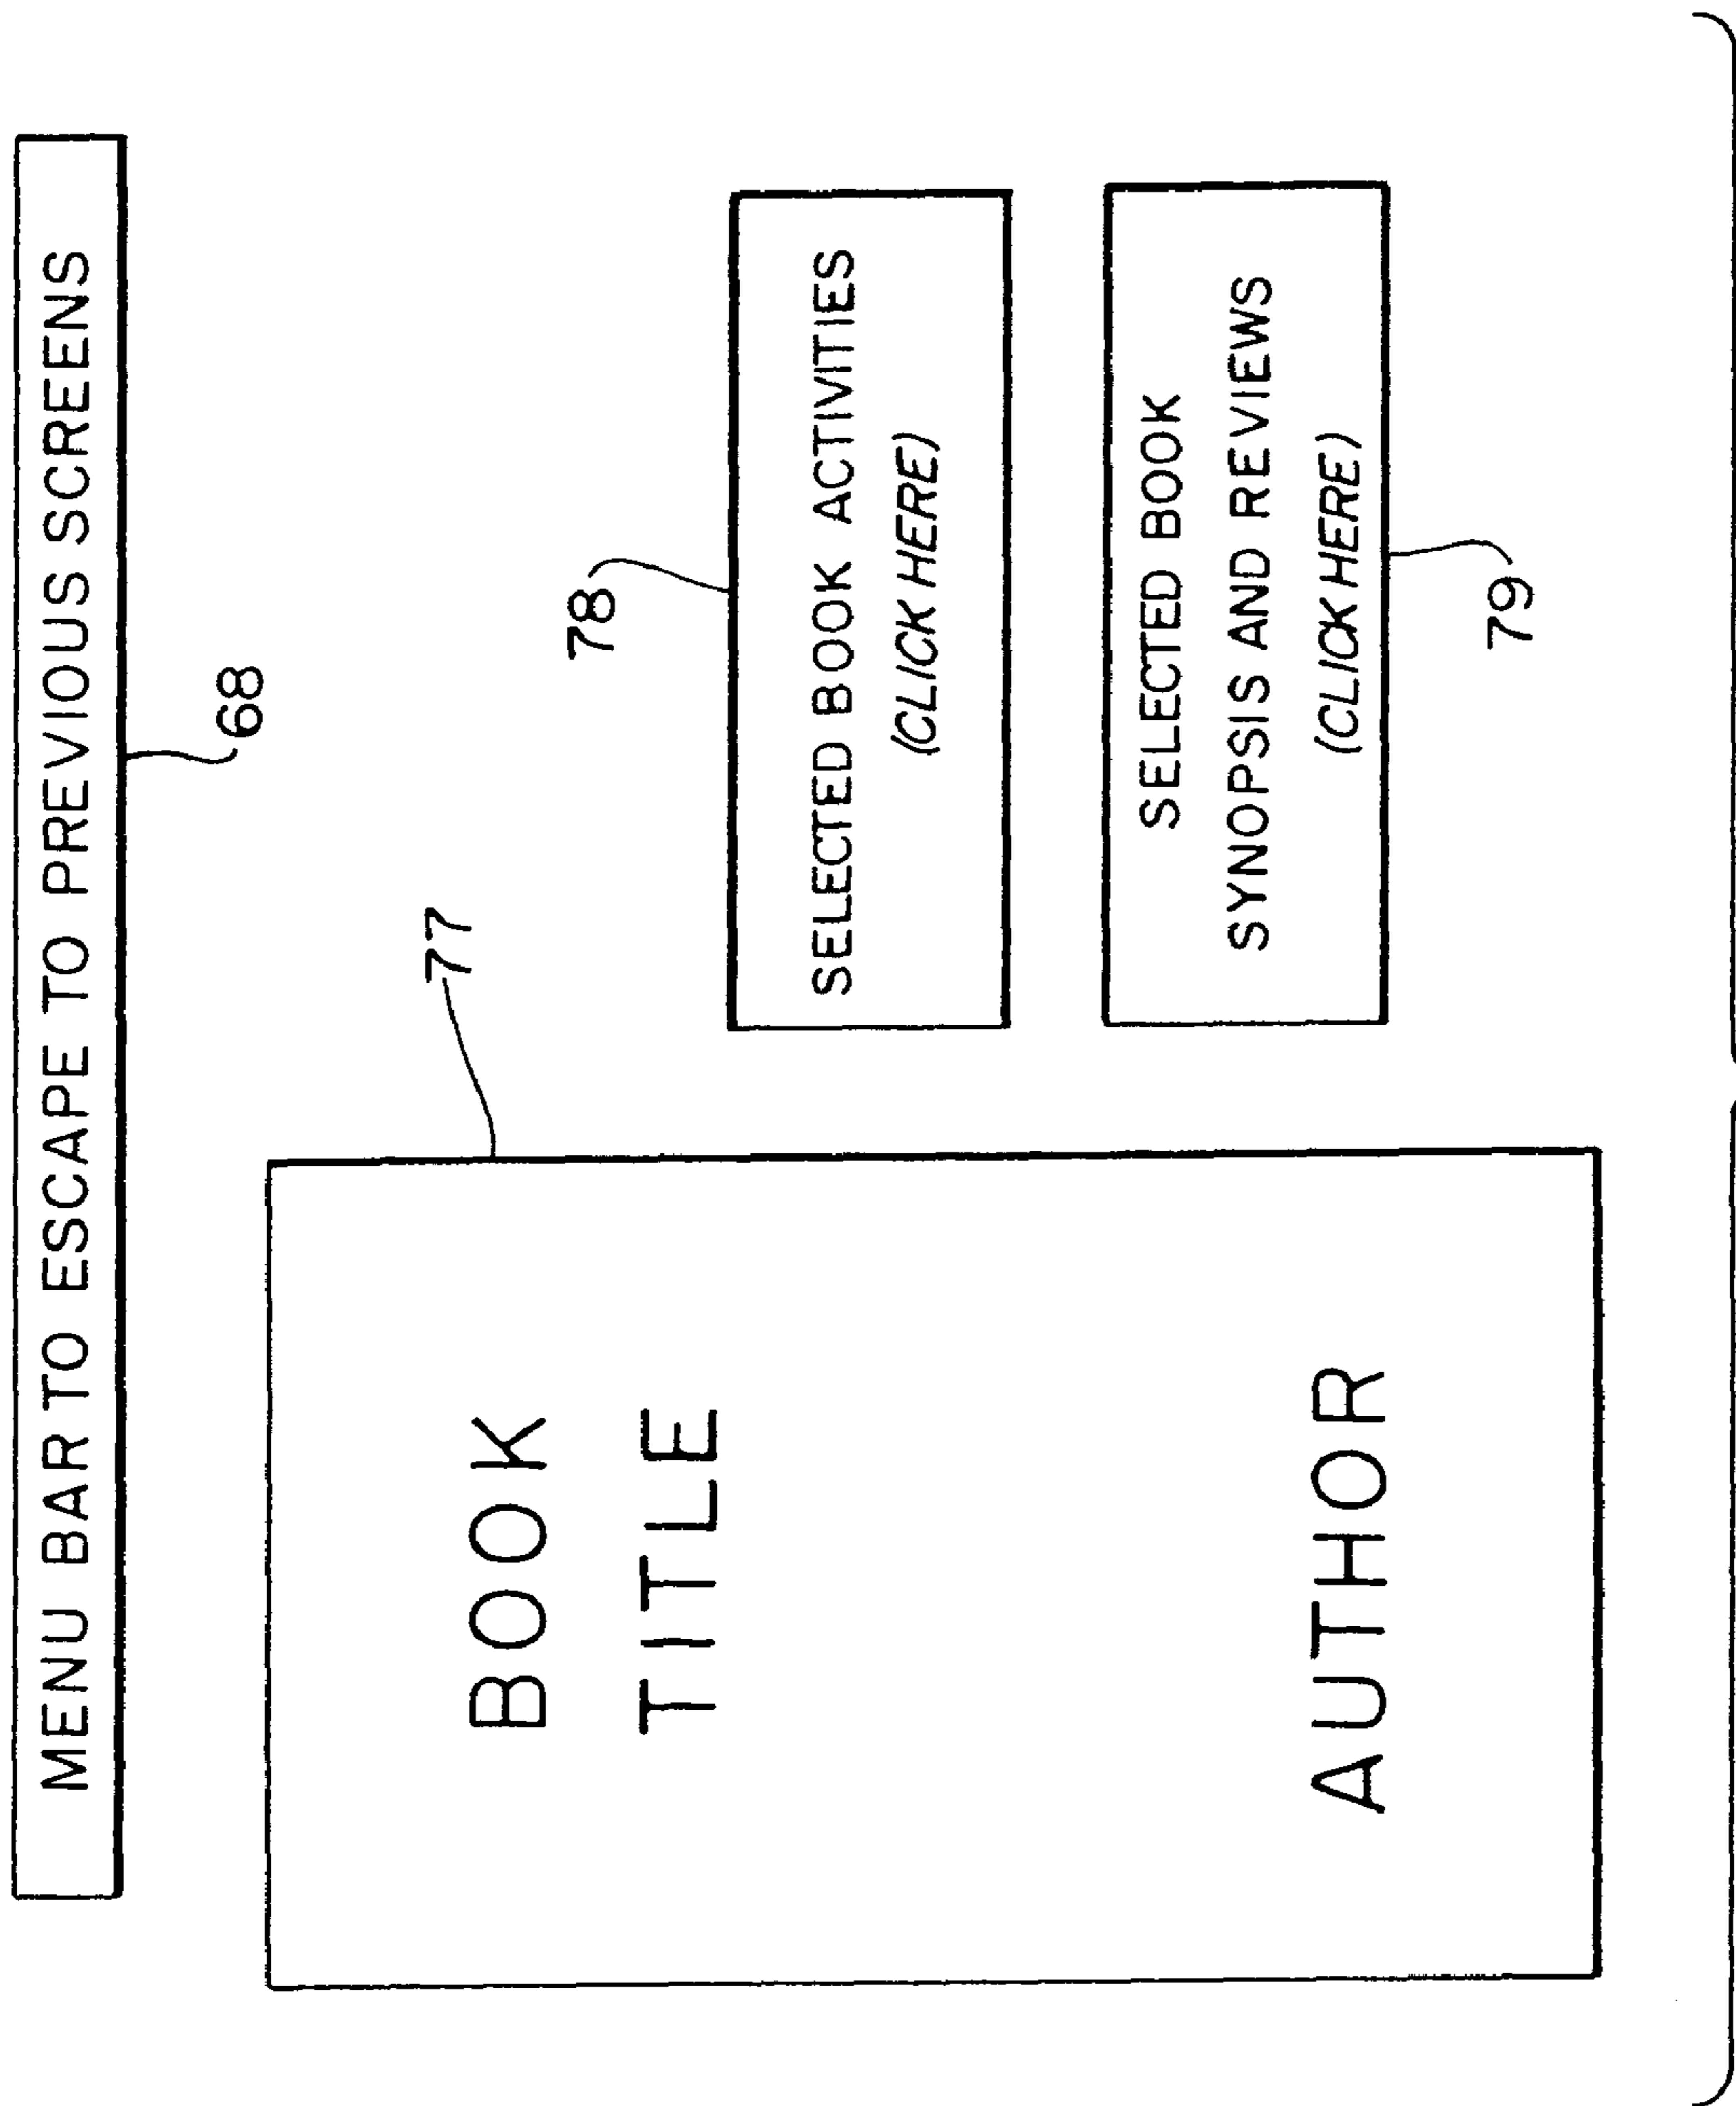 MENU BAR TO ESCAPE TO PREVIOUS SCREENS
68
77
BOOK
TITLE
AUTHOR
78
SELECTED BOOK ACTIVITIES
(CLICK HERE)
SELECTED BOOK
SYNOPSIS AND REVIEWS
(CLICK HERE)
79